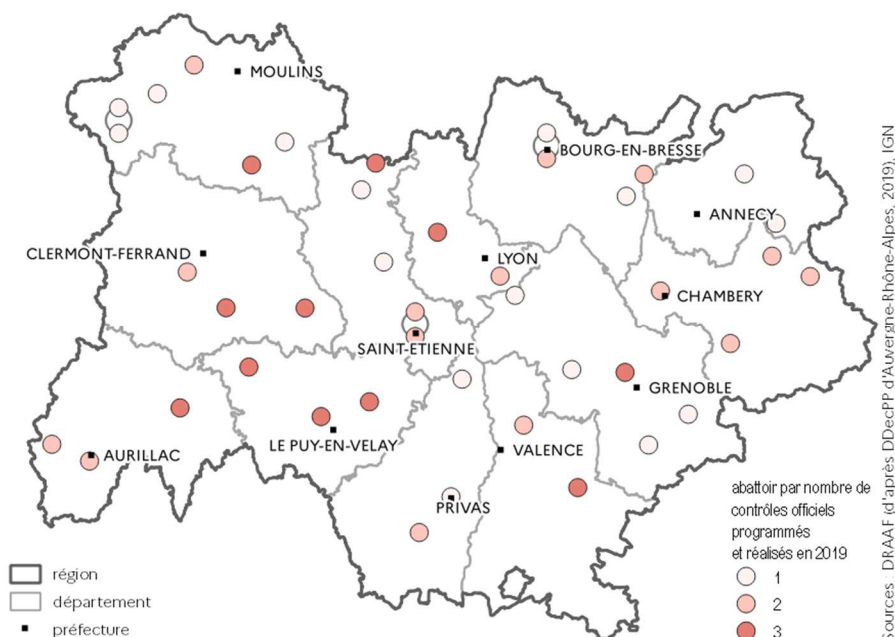 MOULINS
BOURG-EN-BRESSE
ANNECY
CLERMONT-FERRAND
LYON
CHAMBERY
SAINT-ETIENNE
GRENOBLE
AURILLAC
LE PUY-EN-VELAY
VALENCE
PRIVAS
région
département
préfecture
abattoir par nombre de
contrôles officiels
programmés
et réalisés en 2019
1
2
3
ources : DRAAF (d'après DDecPP d'Auvergne-Rhône-Alpes, 2019), IGN